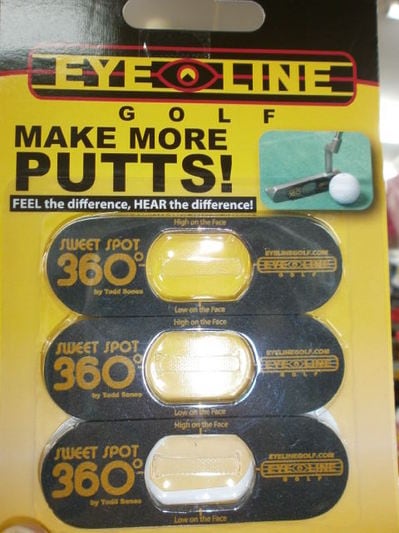 EYE LINE
GOLF
MAKE MORE
PUTTS!
FEEL the difference, HEAR the difference!
High on the Face
SWEET SPOT
360°
by Todd Sones
EYELINEGOLF.COM
EYE LINE
GOLF
Low on the Face
High on the Face
SWEET SPOT
360°
by Todd Sones
EYELINEGOLF.COM
EYE LINE
GOLF
Low on the Face
High on the Face
SWEET SPOT
360°
by Todd Sones
EYELINEGOLF.COM
EYE LINE
GOLF
Low on the Face